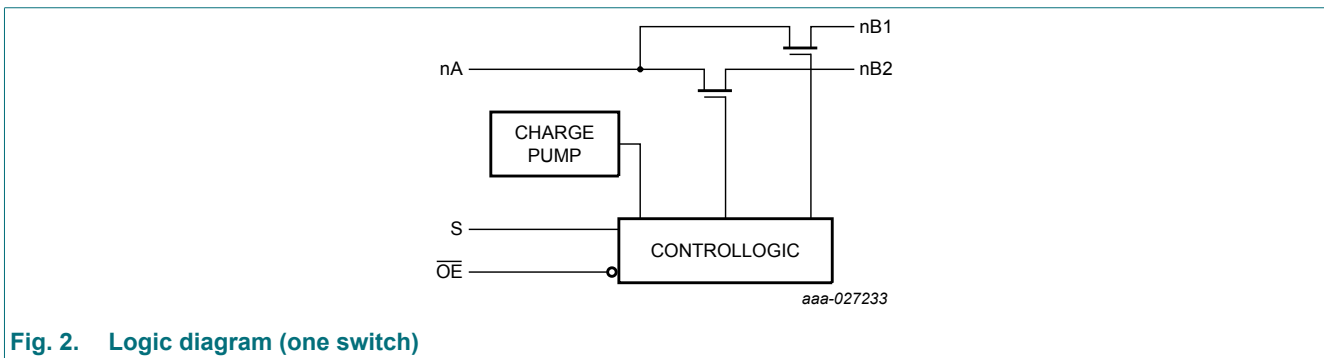 nB1
nA
nB2
CHARGE
PUMP
S
CONTROLLOGIC
OE
aaa-027233
Fig. 2. Logic diagram (one switch)